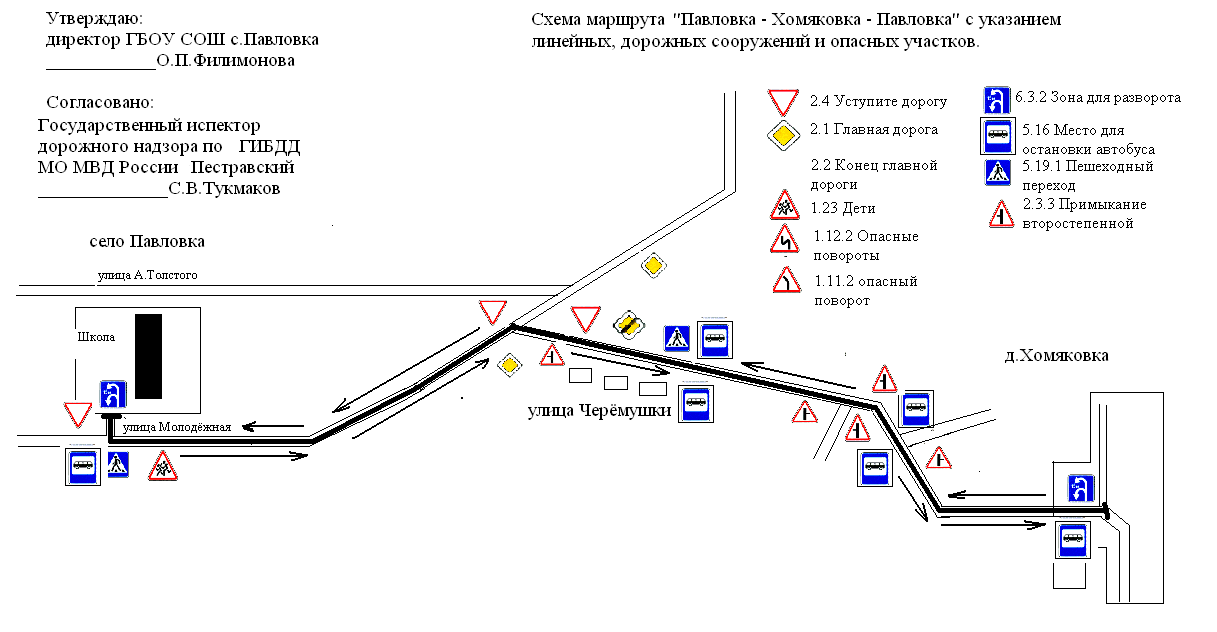 Утверждаю:
директор ГБОУ СОШ с.Павловка
_____________О.П.Филимонова
Согласовано:
Государственный инспектор
дорожного надзора по ГИБДД
МО МВД России Пестравский
_______________С.В.Тукмаков
Схема маршрута "Павловка - Хомяковка - Павловка" с указанием
линейных, дорожных сооружений и опасных участков.
2.4 Уступите дорогу
2.1 Главная дорога
2.2 Конец главной
дороги
1.23 Дети
1.12.2 Опасные
повороты
1.11.2 опасный
поворот
6.3.2 Зона для разворота
5.16 Место для
остановки автобуса
5.19.1 Пешеходный
переход
2.3.3 Примыкание
второстепенной
село Павловка
улица А.Толстого
Школа
улица Молодёжная
улица Черёмушки
д.Хомяковка